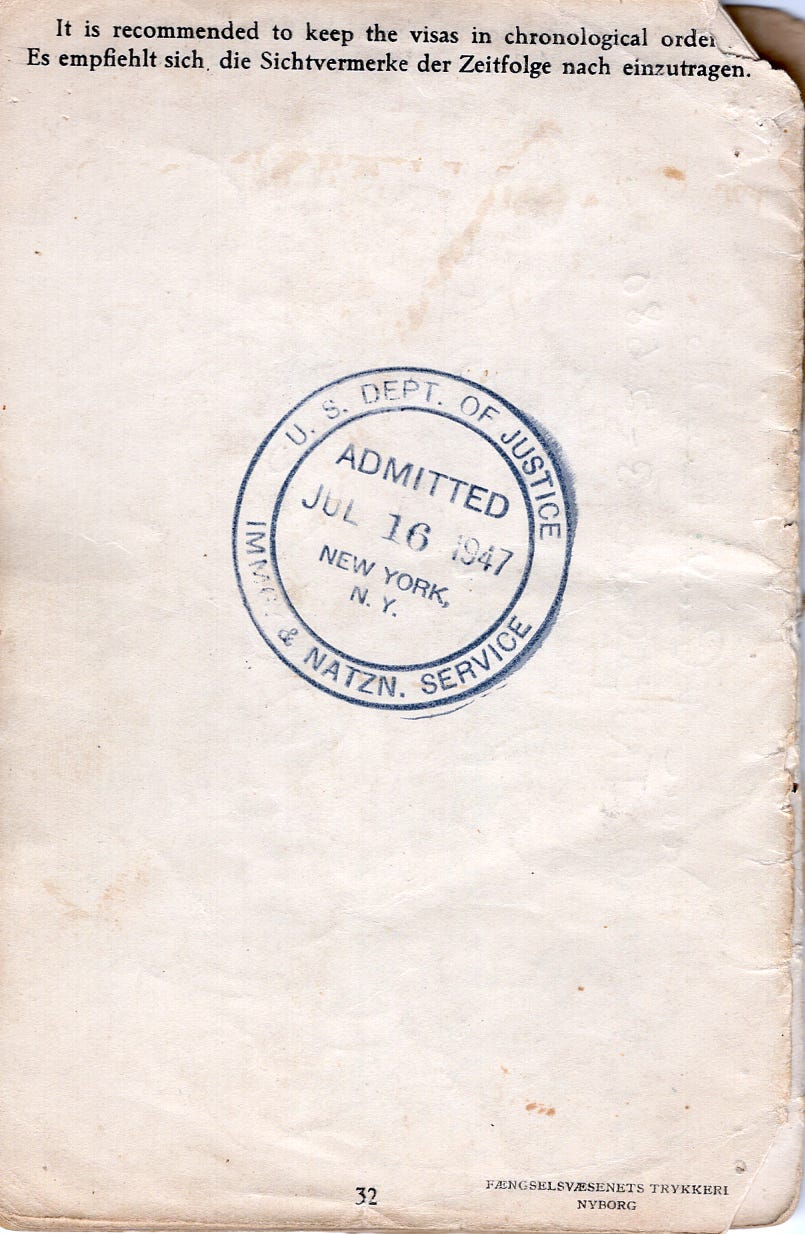 It is recommended to keep the visas in chronological order
Es empfiehlt sich, die Sichtvermerke der Zeitfolge nach einzutragen.
U. S. DEPT. OF JUSTICE
ADMITTED
JUL 16 1947
NEW YORK,
N. Y.
IMMG. & NATZN. SERVICE
32
FÆNGSELSVÆSENETS TRYKKERI
NYBORG